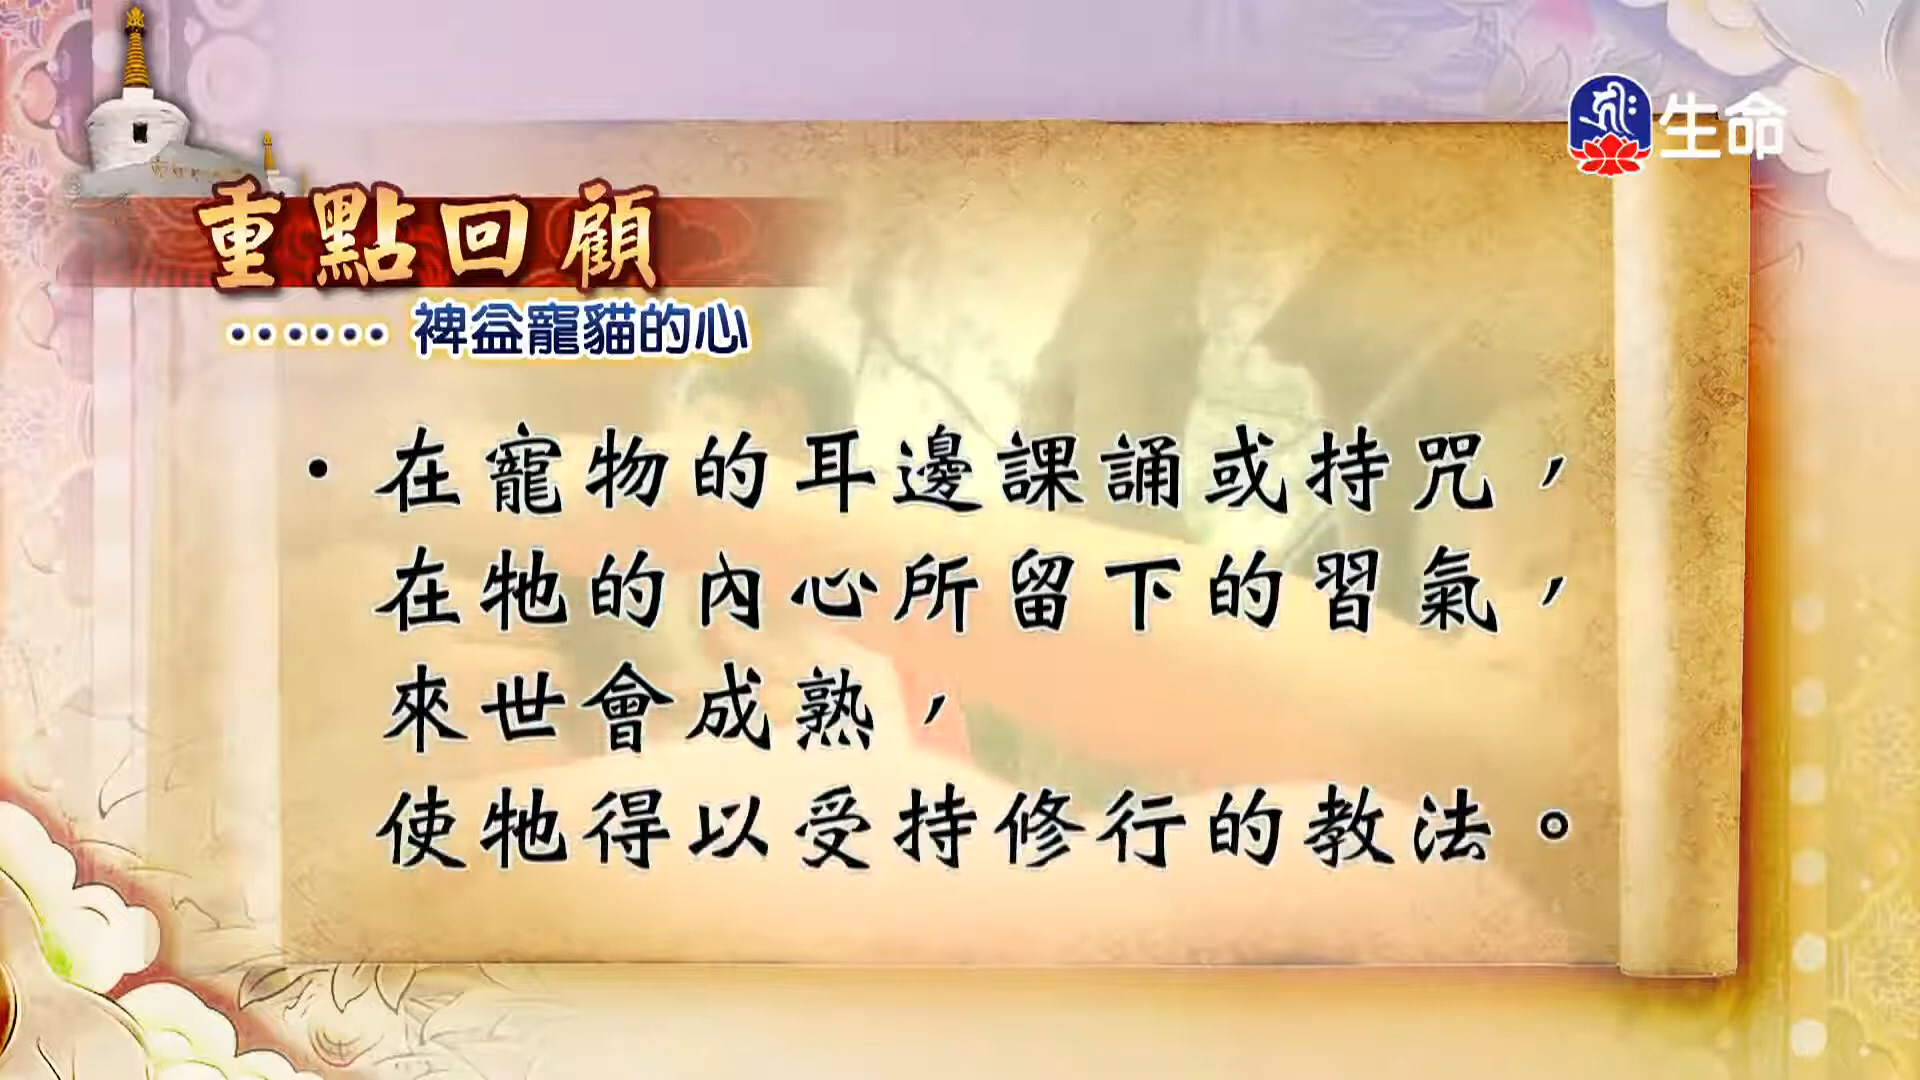 生命
重點回顧
…… 裨益寵貓的心
・在寵物的耳邊課誦或持咒，
在牠的內心所留下的習氣，
來世會成熟，
使牠得以受持修行的教法。